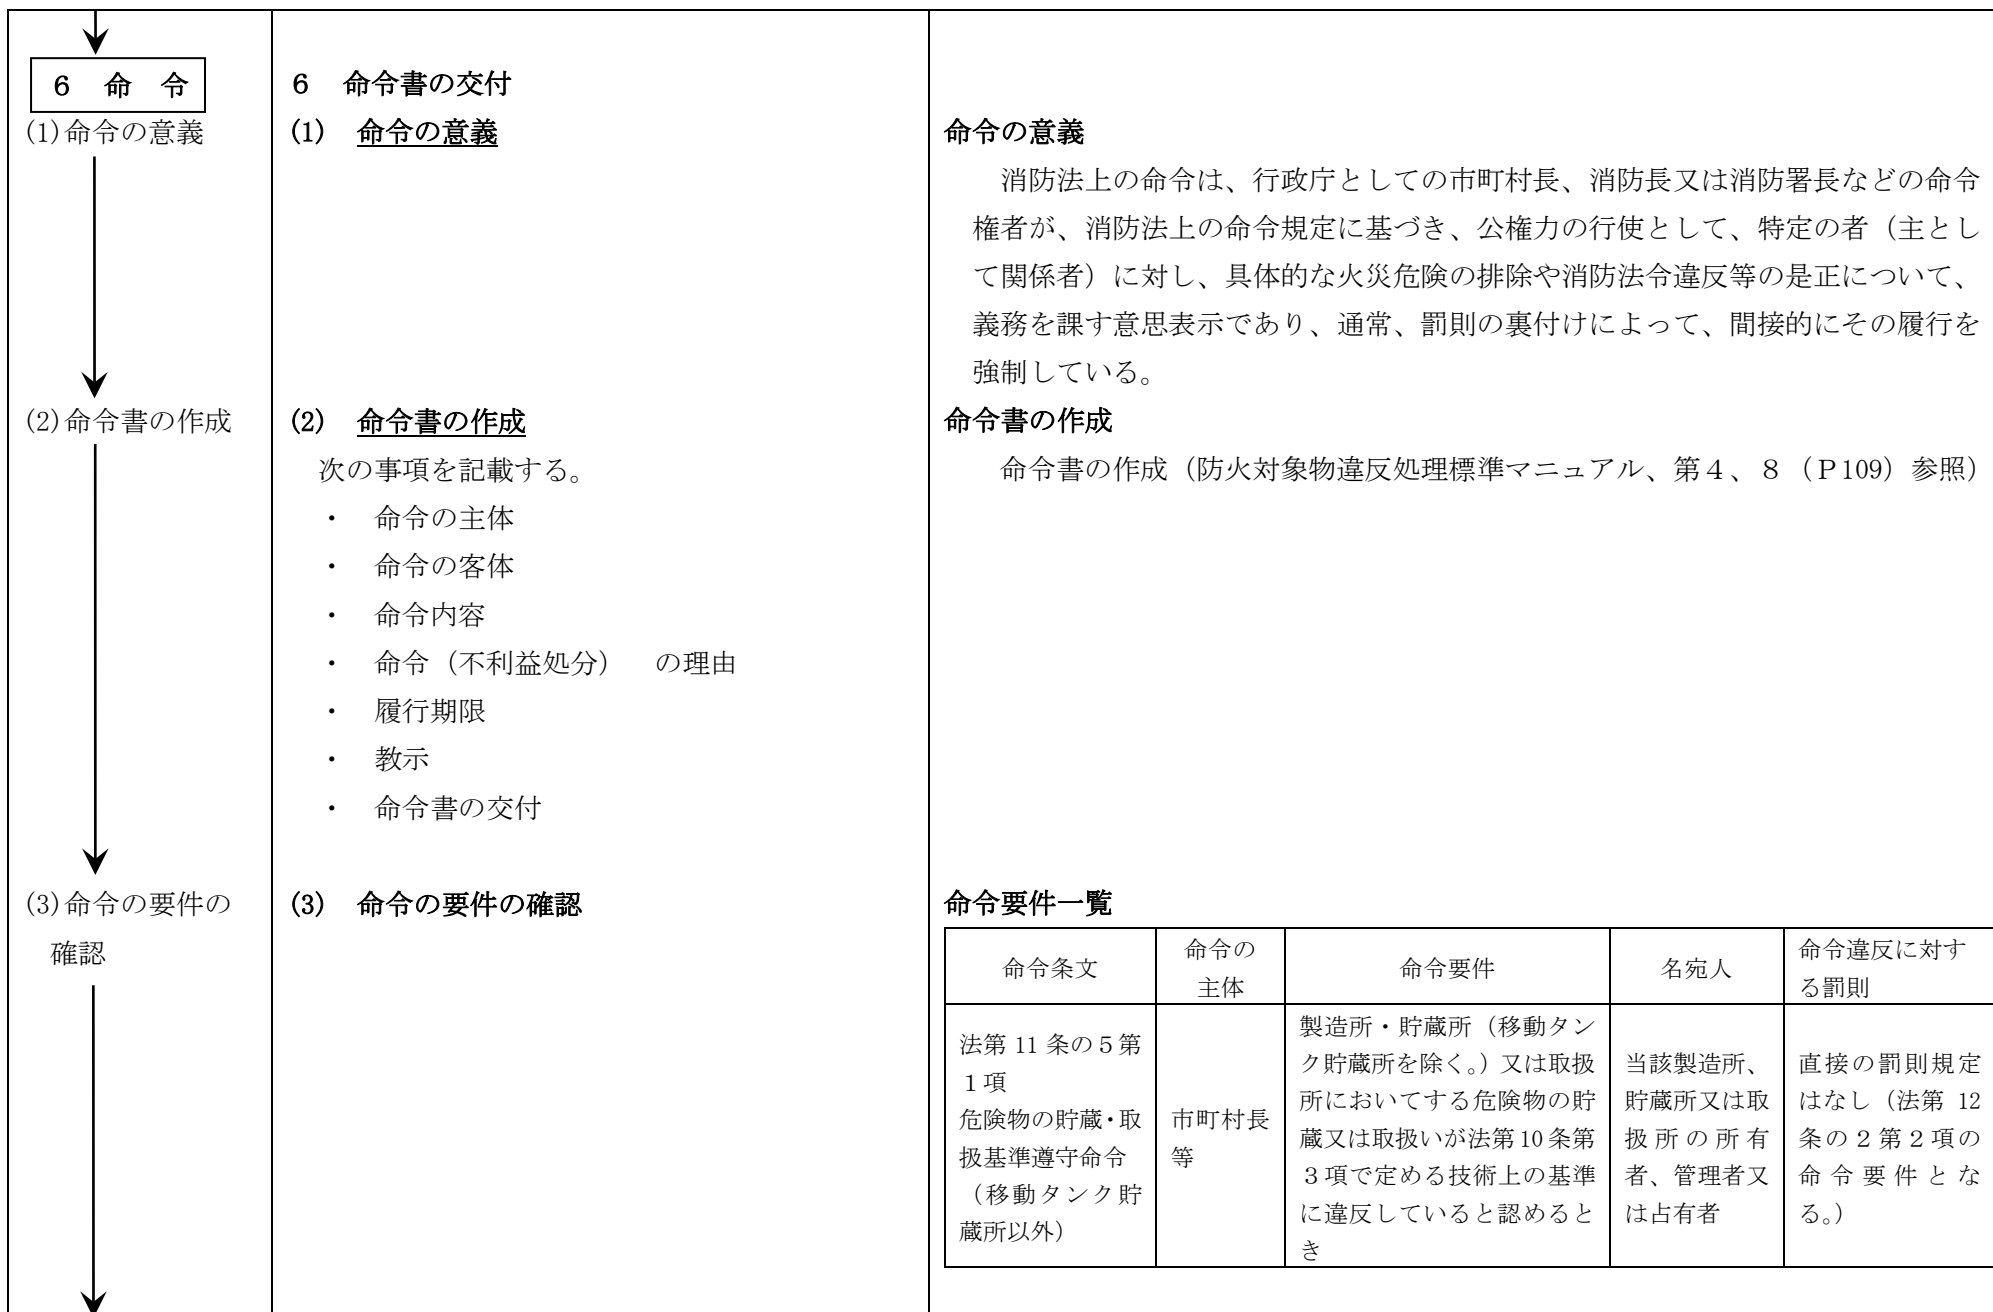 6 命 令
(1)命令の意義
(2)命令書の作成
(3)命令の要件の
確認
6 命令書の交付
(1) 命令の意義
(2) 命令書の作成
次の事項を記載する。
・ 命令の主体
・ 命令の客体
・ 命令内容
・ 命令（不利益処分） の理由
・ 履行期限
・ 教示
・ 命令書の交付
(3) 命令の要件の確認
命令の意義
消防法上の命令は、行政庁としての市町村長、消防長又は消防署長などの命令
権者が、消防法上の命令規定に基づき、公権力の行使として、特定の者（主とし
て関係者）に対し、具体的な火災危険の排除や消防法令違反等の是正について、
義務を課す意思表示であり、通常、罰則の裏付けによって、間接的にその履行を
強制している。
命令書の作成
命令書の作成（防火対象物違反処理標準マニュアル、第４、８（Ｐ109）参照）
命令要件一覧
命令条文
命令の
主体
命令要件
名宛人
命令違反に対す
る罰則
法第 11 条の５第
１項
危険物の貯蔵・取
扱基準遵守命令
（移動タンク貯
蔵所以外）
市町村長
等
製造所・貯蔵所（移動タン
ク貯蔵所を除く。）又は取扱
所においてする危険物の貯
蔵又は取扱いが法第 10 条第
３項で定める技術上の基準
に違反していると認めると
き
当該製造所、
貯蔵所又は取
扱所の所有
者、管理者又
は占有者
直接の罰則規定
はなし（法第 12
条の２第２項の
命令要件とな
る。）